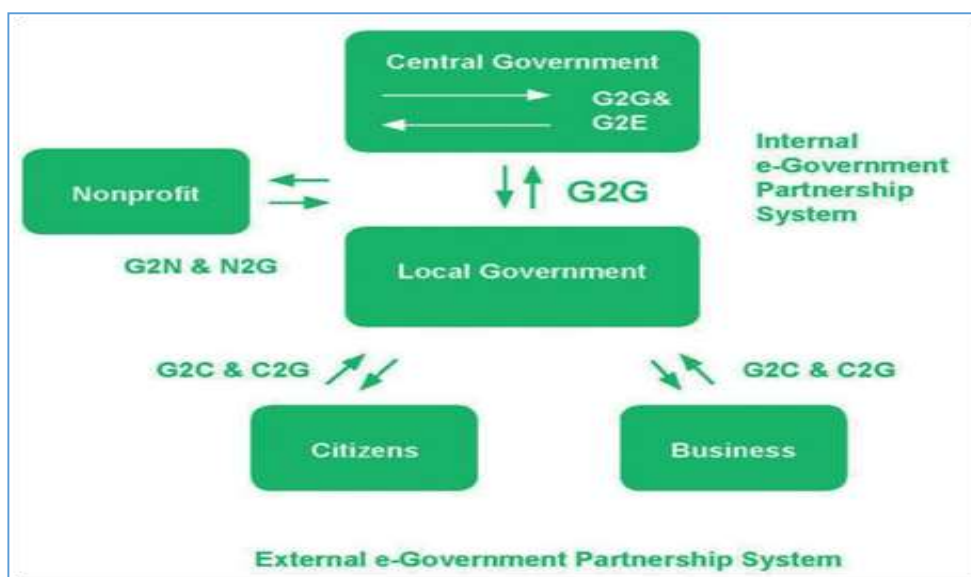 Central Government
G2G&
G2E
Internal
e-Government
Partnership
System
Nonprofit
G2G
G2N & N2G
Local Government
G2C & C2G
G2C & C2G
Citizens
Business
External e-Government Partnership System